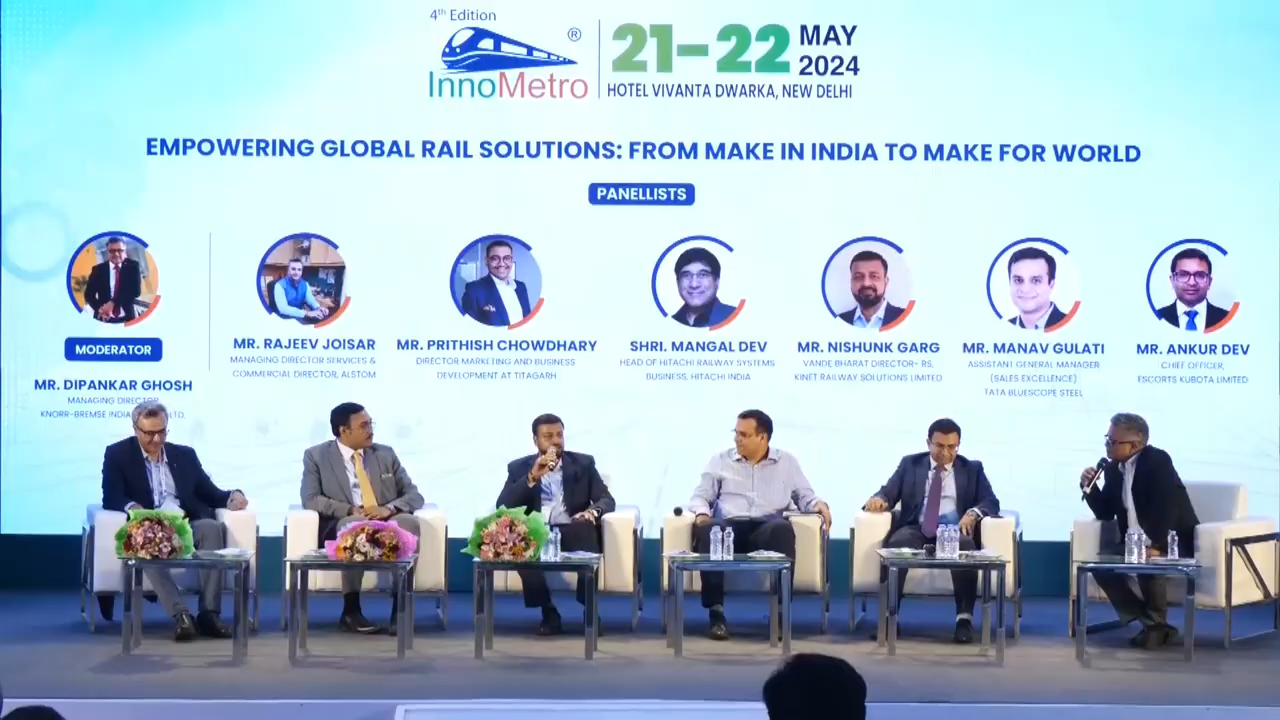 4th Edition
InnoMetro ®
21-22 MAY 2024
HOTEL VIVANTA DWARKA, NEW DELHI
EMPOWERING GLOBAL RAIL SOLUTIONS: FROM MAKE IN INDIA TO MAKE FOR WORLD
PANELLISTS
MODERATOR
MR. DIPANKAR GHOSH
MANAGING DIRECTOR
KNORR-BREMSE INDIA LTD.
MR. RAJEEV JOISAR
MANAGING DIRECTOR SERVICES &
COMMERCIAL DIRECTOR, ALSTOM
MR. PRITHISH CHOWDHARY
DIRECTOR MARKETING AND BUSINESS
DEVELOPMENT AT TITAGARH
SHRI. MANGAL DEV
HEAD OF HITACHI RAILWAY SYSTEMS
BUSINESS, HITACHI INDIA
MR. NISHUNK GARG
VANDE BHARAT DIRECTOR- RS,
KINET RAILWAY SOLUTIONS LIMITED
MR. MANAV GULATI
ASSISTANT GENERAL MANAGER
(SALES EXCELLENCE)
TATA BLUESCOPE STEEL
MR. ANKUR DEV
CHIEF OFFICER,
ESCORTS KUBOTA LIMITED